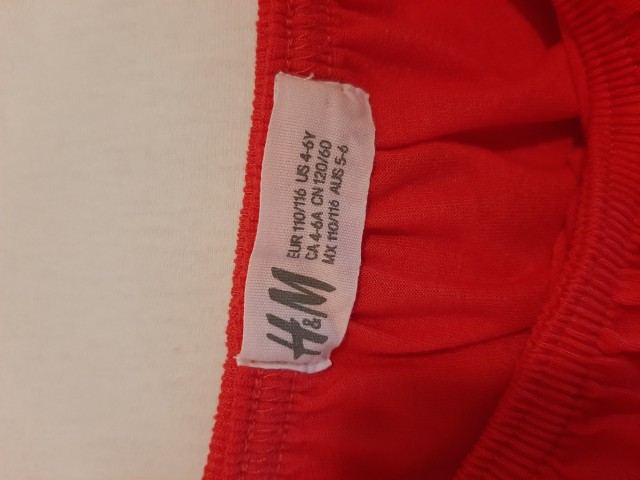 H&M
EUR 110/116 US 4-6Y
CA 4-6A CN 120/60
MX 110/116 AUS 5-6